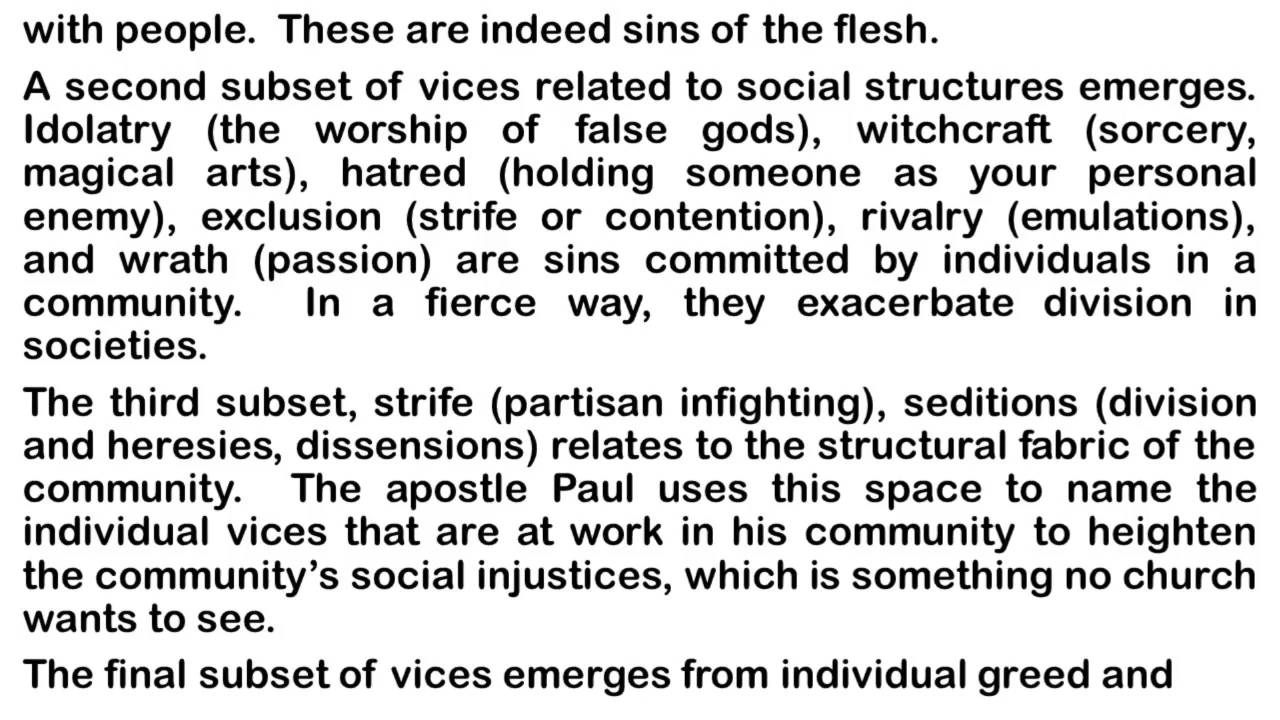 with people.  These are indeed sins of the flesh.
A second subset of vices related to social structures emerges.
Idolatry (the worship of false gods), witchcraft (sorcery,
magical arts), hatred (holding someone as your personal
enemy), exclusion (strife or contention), rivalry (emulations),
and wrath (passion) are sins committed by individuals in a
community.  In a fierce way, they exacerbate division in
societies.
The third subset, strife (partisan infighting), seditions (division
and heresies, dissensions) relates to the structural fabric of the
community.  The apostle Paul uses this space to name the
individual vices that are at work in his community to heighten
the community’s social injustices, which is something no church
wants to see.
The final subset of vices emerges from individual greed and